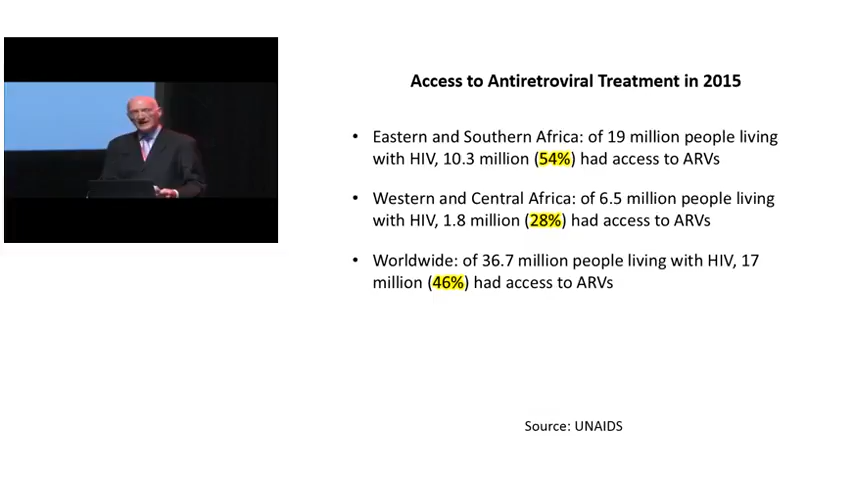 Access to Antiretroviral Treatment in 2015
• Eastern and Southern Africa: of 19 million people living
with HIV, 10.3 million (54%) had access to ARVs
• Western and Central Africa: of 6.5 million people living
with HIV, 1.8 million (28%) had access to ARVs
• Worldwide: of 36.7 million people living with HIV, 17
million (46%) had access to ARVs
Source: UNAIDS